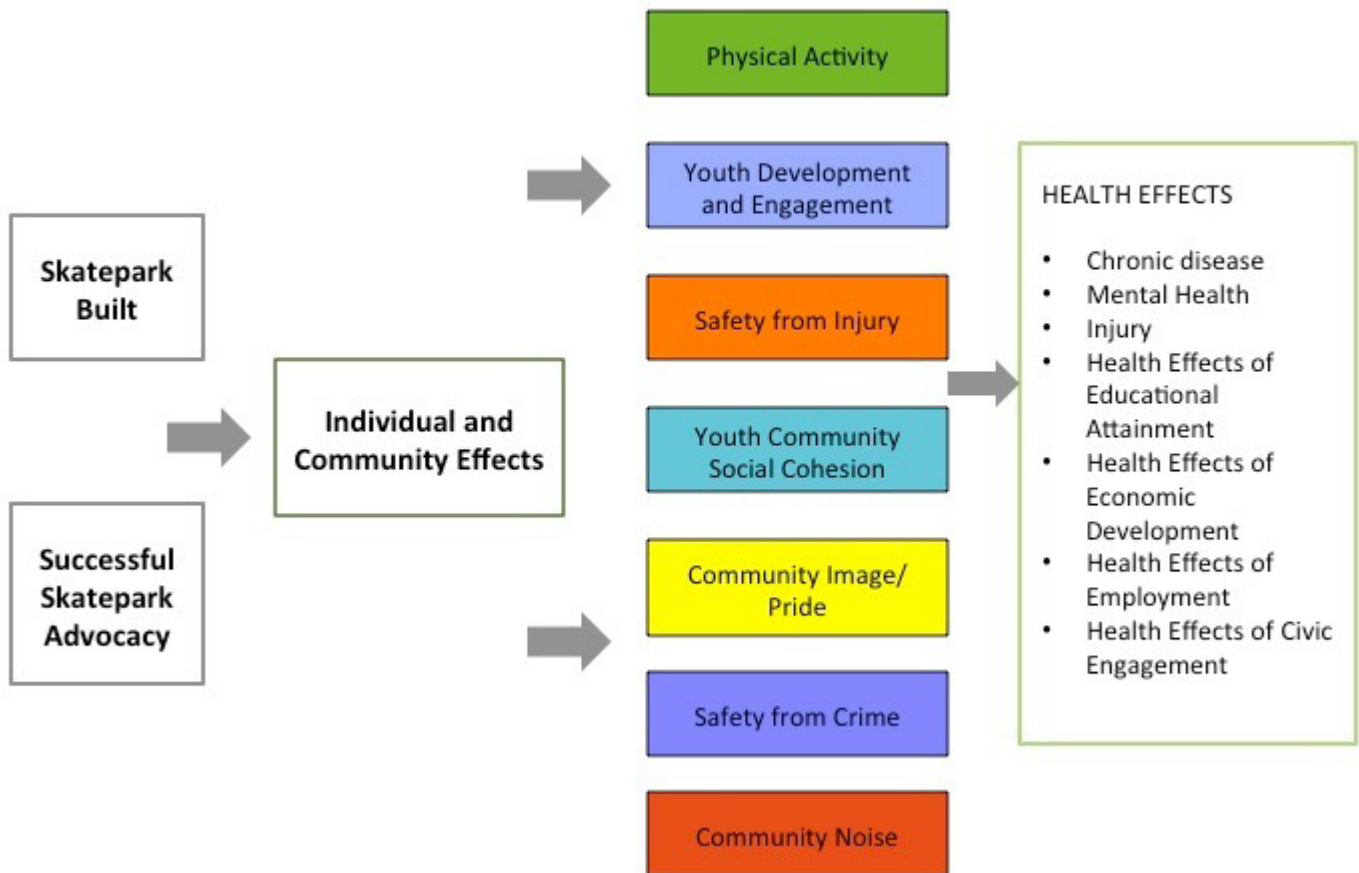 Skatepark
Built
Successful
Skatepark
Advocacy
Individual and
Community Effects
Physical Activity
Youth Development
and Engagement
Safety from Injury
Youth Community
Social Cohesion
Community Image/
Pride
Safety from Crime
Community Noise
HEALTH EFFECTS
• Chronic disease
• Mental Health
• Injury
• Health Effects of
Educational
Attainment
• Health Effects of
Economic
Development
• Health Effects of
Employment
• Health Effects of Civic
Engagement